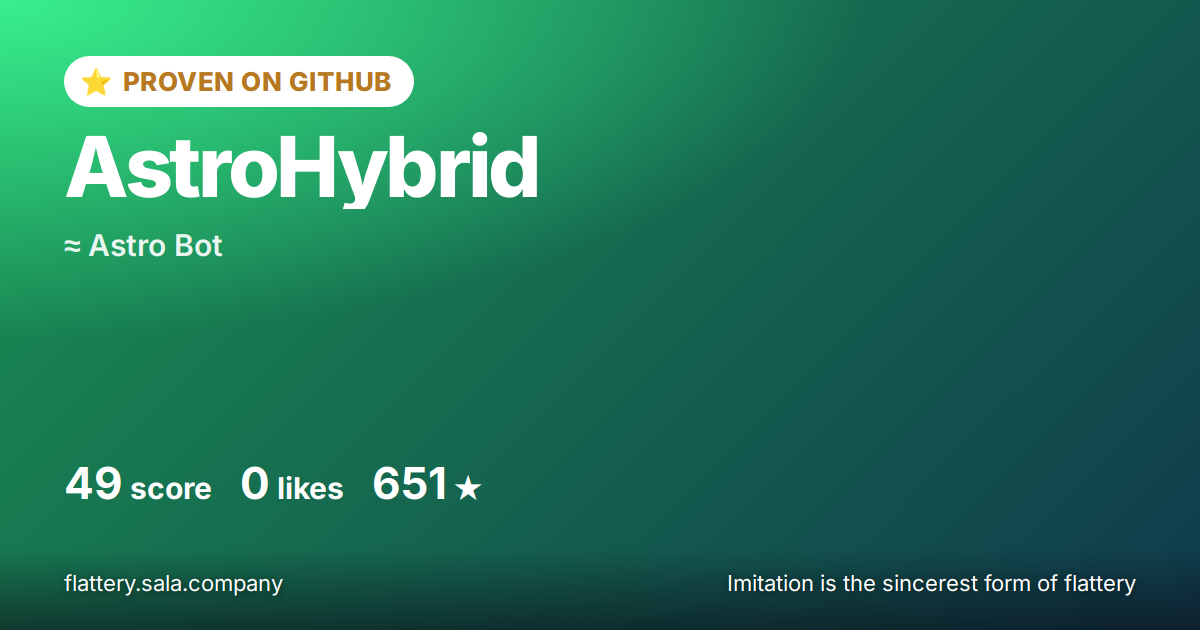 ⭐ PROVEN ON GITHUB
AstroHybrid
≈ Astro Bot
49 score 0 likes 651 ★
flattery.sala.company
Imitation is the sincerest form of flattery